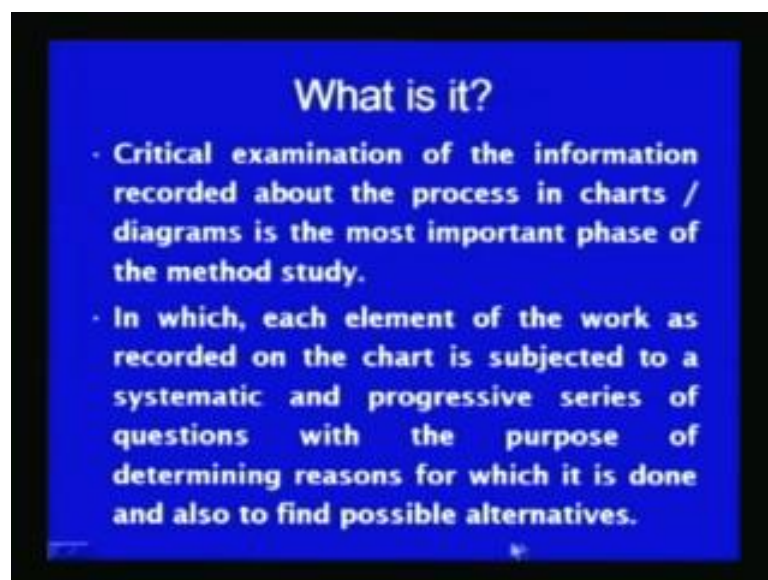 What is it?
· Critical examination of the information
recorded about the process in charts /
diagrams is the most important phase of
the method study.
· In which, each element of the work as
recorded on the chart is subjected to a
systematic and progressive series of
questions with the purpose of
determining reasons for which it is done
and also to find possible alternatives.